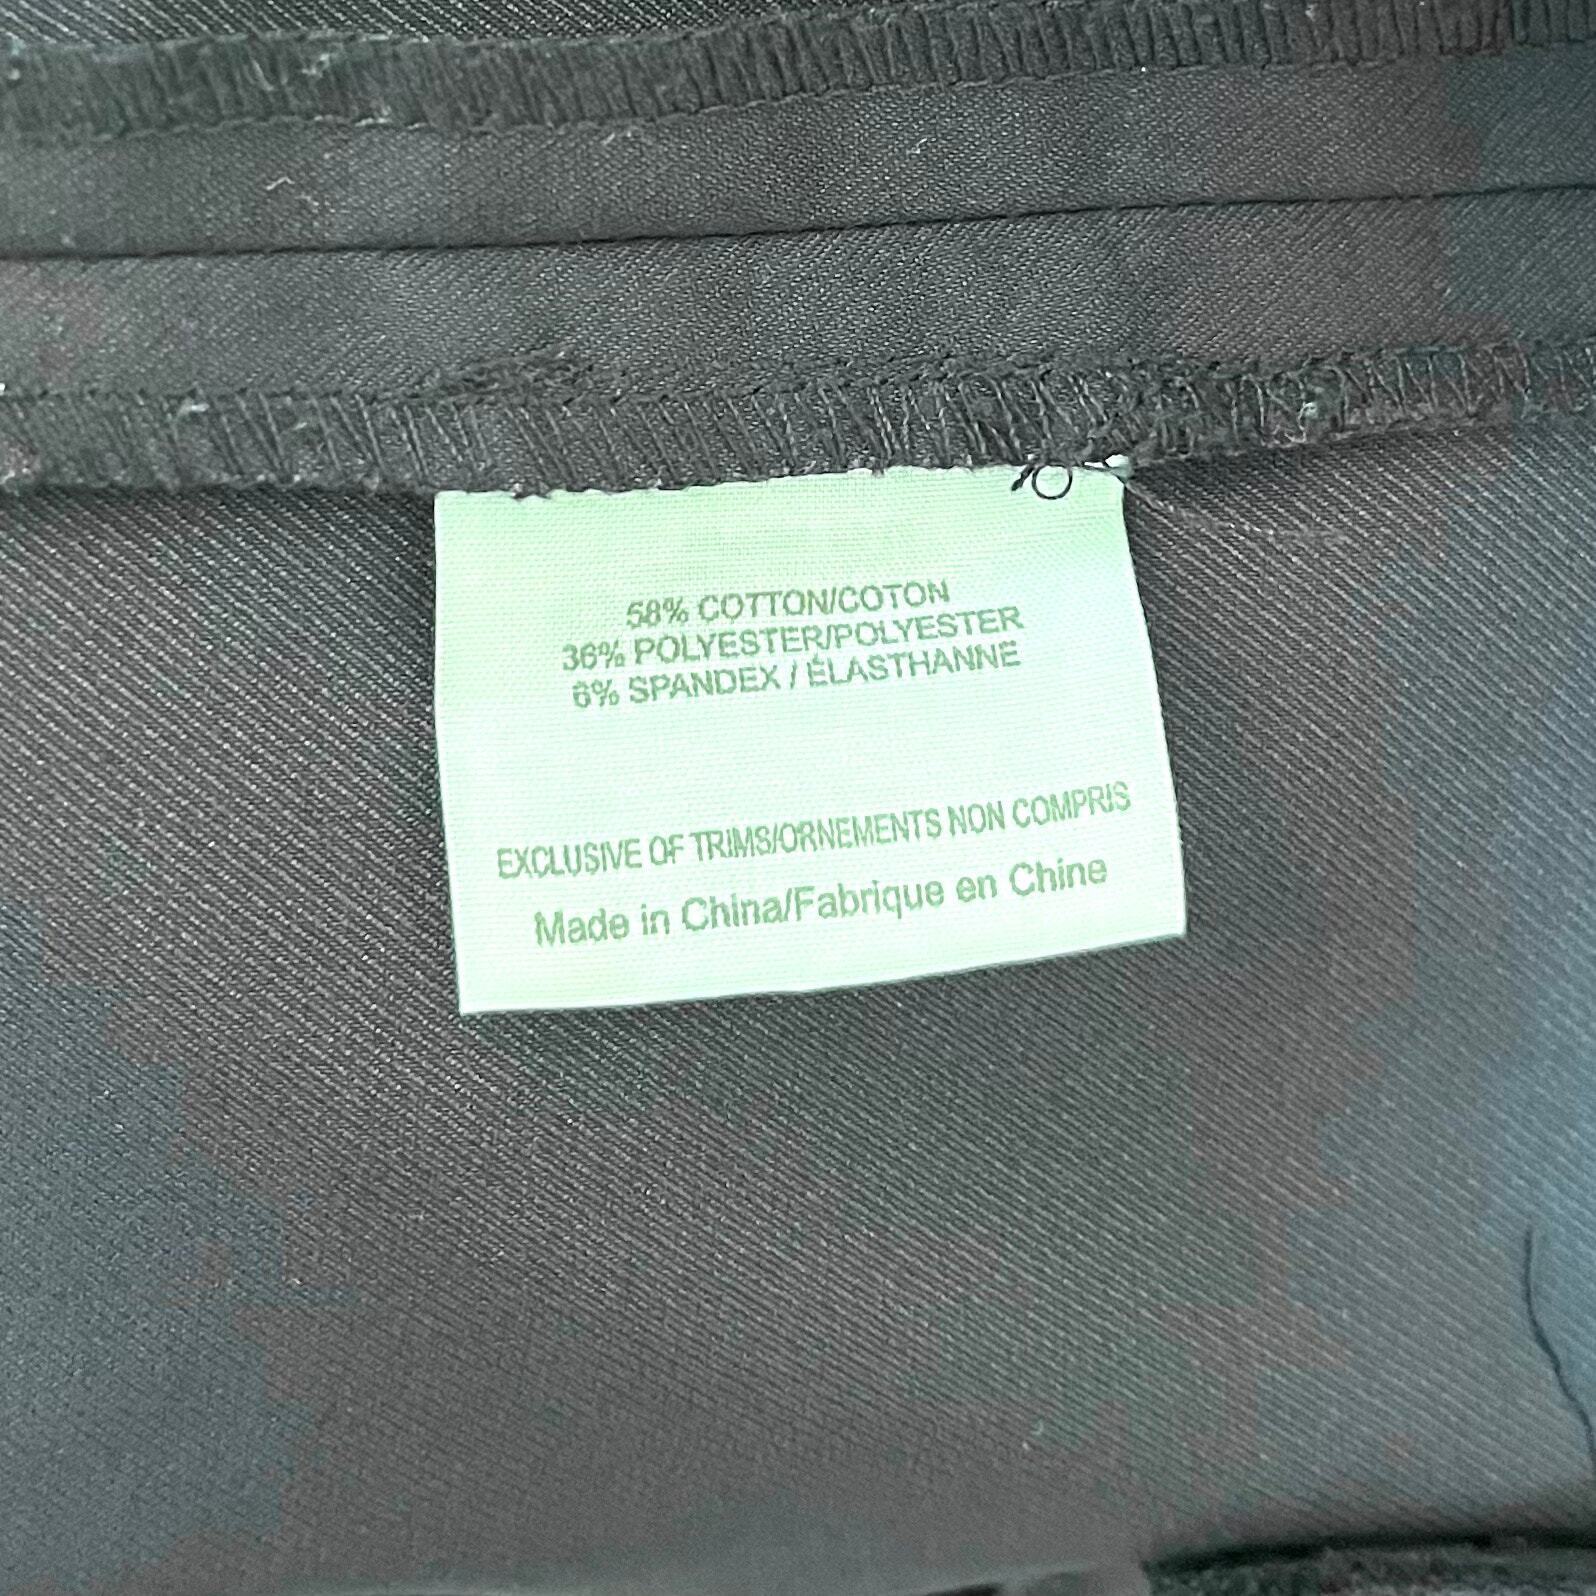 58% COTTON/COTON
36% POLYESTER/POLYESTER
6% SPANDEX / ÉLASTHANNE
EXCLUSIVE OF TRIMS/ORNEMENTS NON COMPRIS
Made in China/Fabrique en Chine